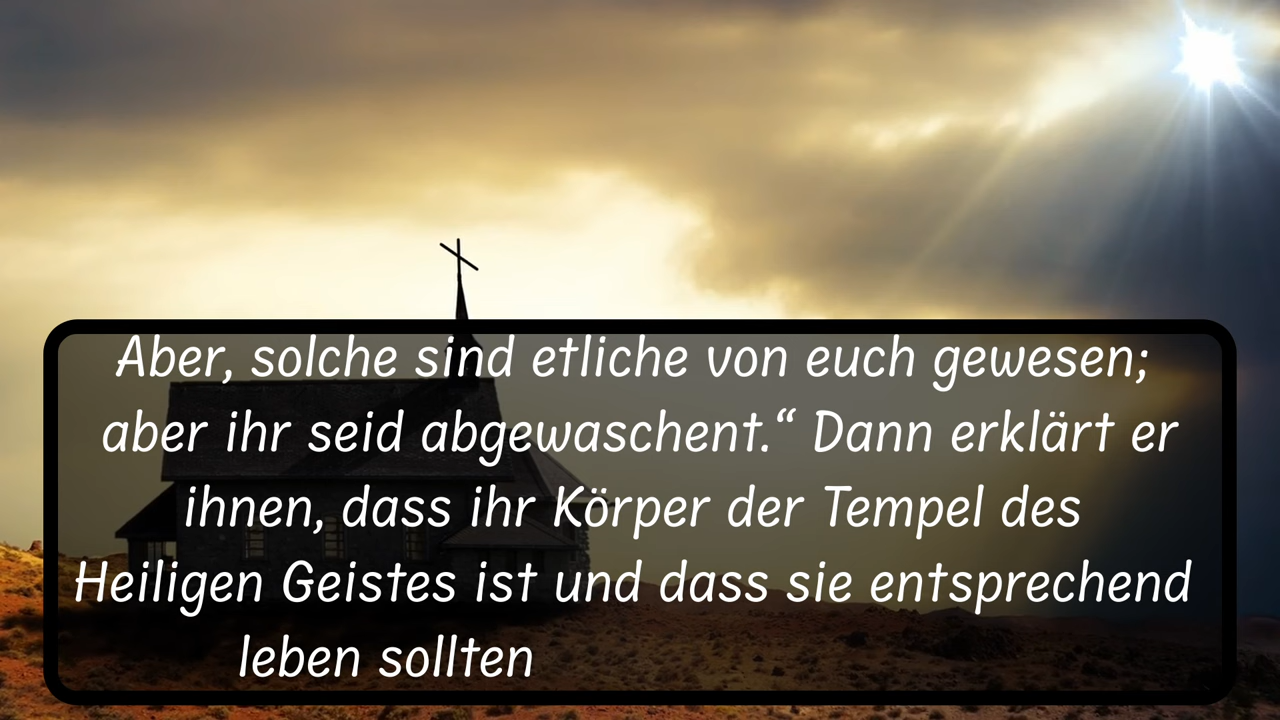 Aber, solche sind etliche von euch gewesen;
aber ihr seid abgewaschent.“ Dann erklärt er
ihnen, dass ihr Körper der Tempel des
Heiligen Geistes ist und dass sie entsprechend
leben sollten